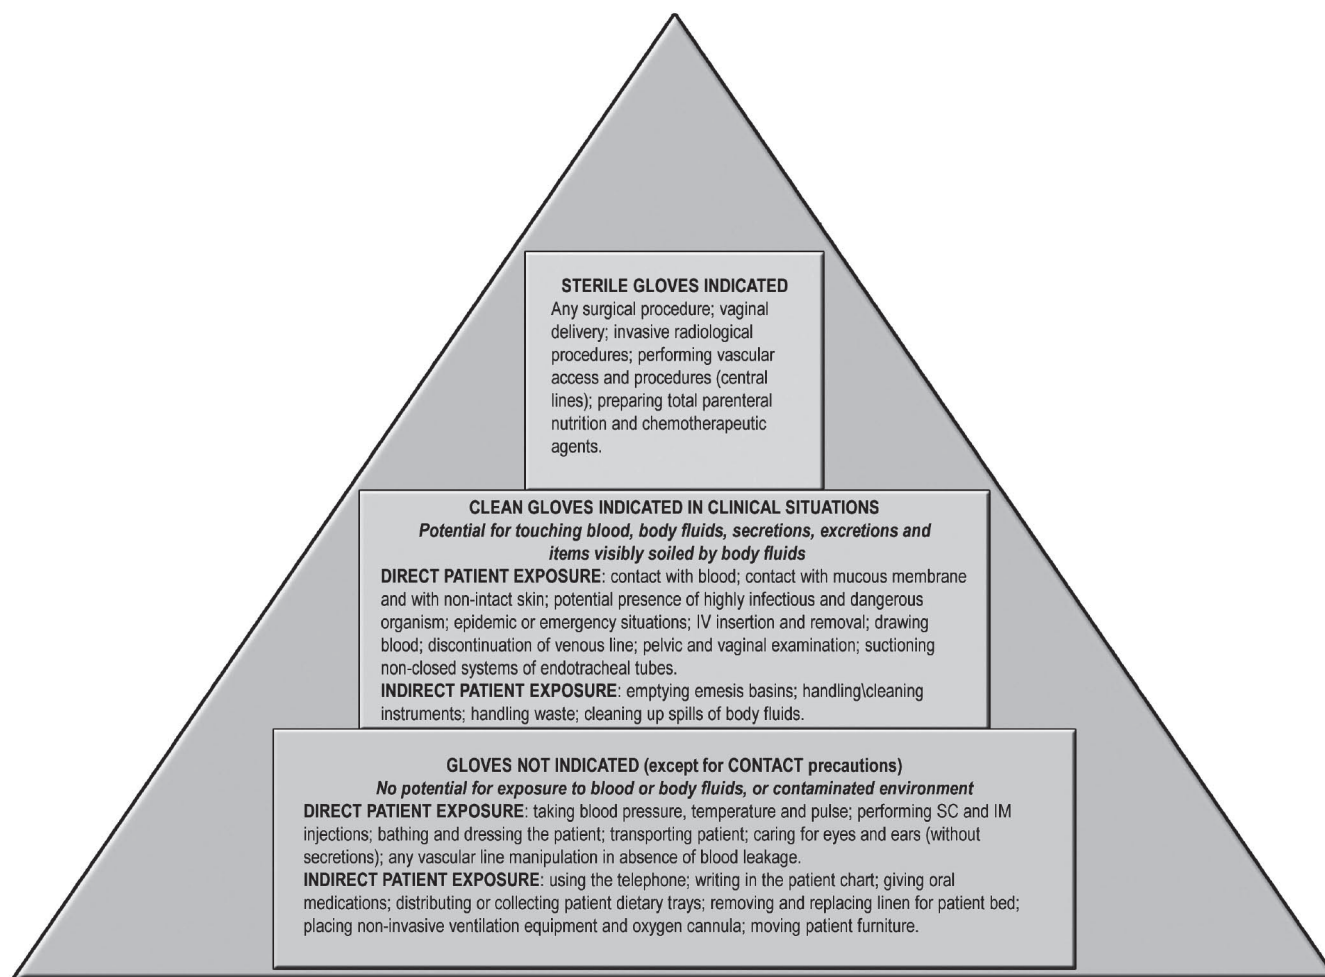 STERILE GLOVES INDICATED
Any surgical procedure; vaginal
delivery; invasive radiological
procedures; performing vascular
access and procedures (central
lines); preparing total parenteral
nutrition and chemotherapeutic
agents.
CLEAN GLOVES INDICATED IN CLINICAL SITUATIONS
Potential for touching blood, body fluids, secretions, excretions and
items visibly soiled by body fluids
DIRECT PATIENT EXPOSURE: contact with blood; contact with mucous membrane
and with non-intact skin; potential presence of highly infectious and dangerous
organism; epidemic or emergency situations; IV insertion and removal; drawing
blood; discontinuation of venous line; pelvic and vaginal examination; suctioning
non-closed systems of endotracheal tubes.
INDIRECT PATIENT EXPOSURE: emptying emesis basins; handling\cleaning
instruments; handling waste; cleaning up spills of body fluids.
GLOVES NOT INDICATED (except for CONTACT precautions)
No potential for exposure to blood or body fluids, or contaminated environment
DIRECT PATIENT EXPOSURE: taking blood pressure, temperature and pulse; performing SC and IM
injections; bathing and dressing the patient; transporting patient; caring for eyes and ears (without
secretions); any vascular line manipulation in absence of blood leakage.
INDIRECT PATIENT EXPOSURE: using the telephone; writing in the patient chart; giving oral
medications; distributing or collecting patient dietary trays; removing and replacing linen for patient bed;
placing non-invasive ventilation equipment and oxygen cannula; moving patient furniture.